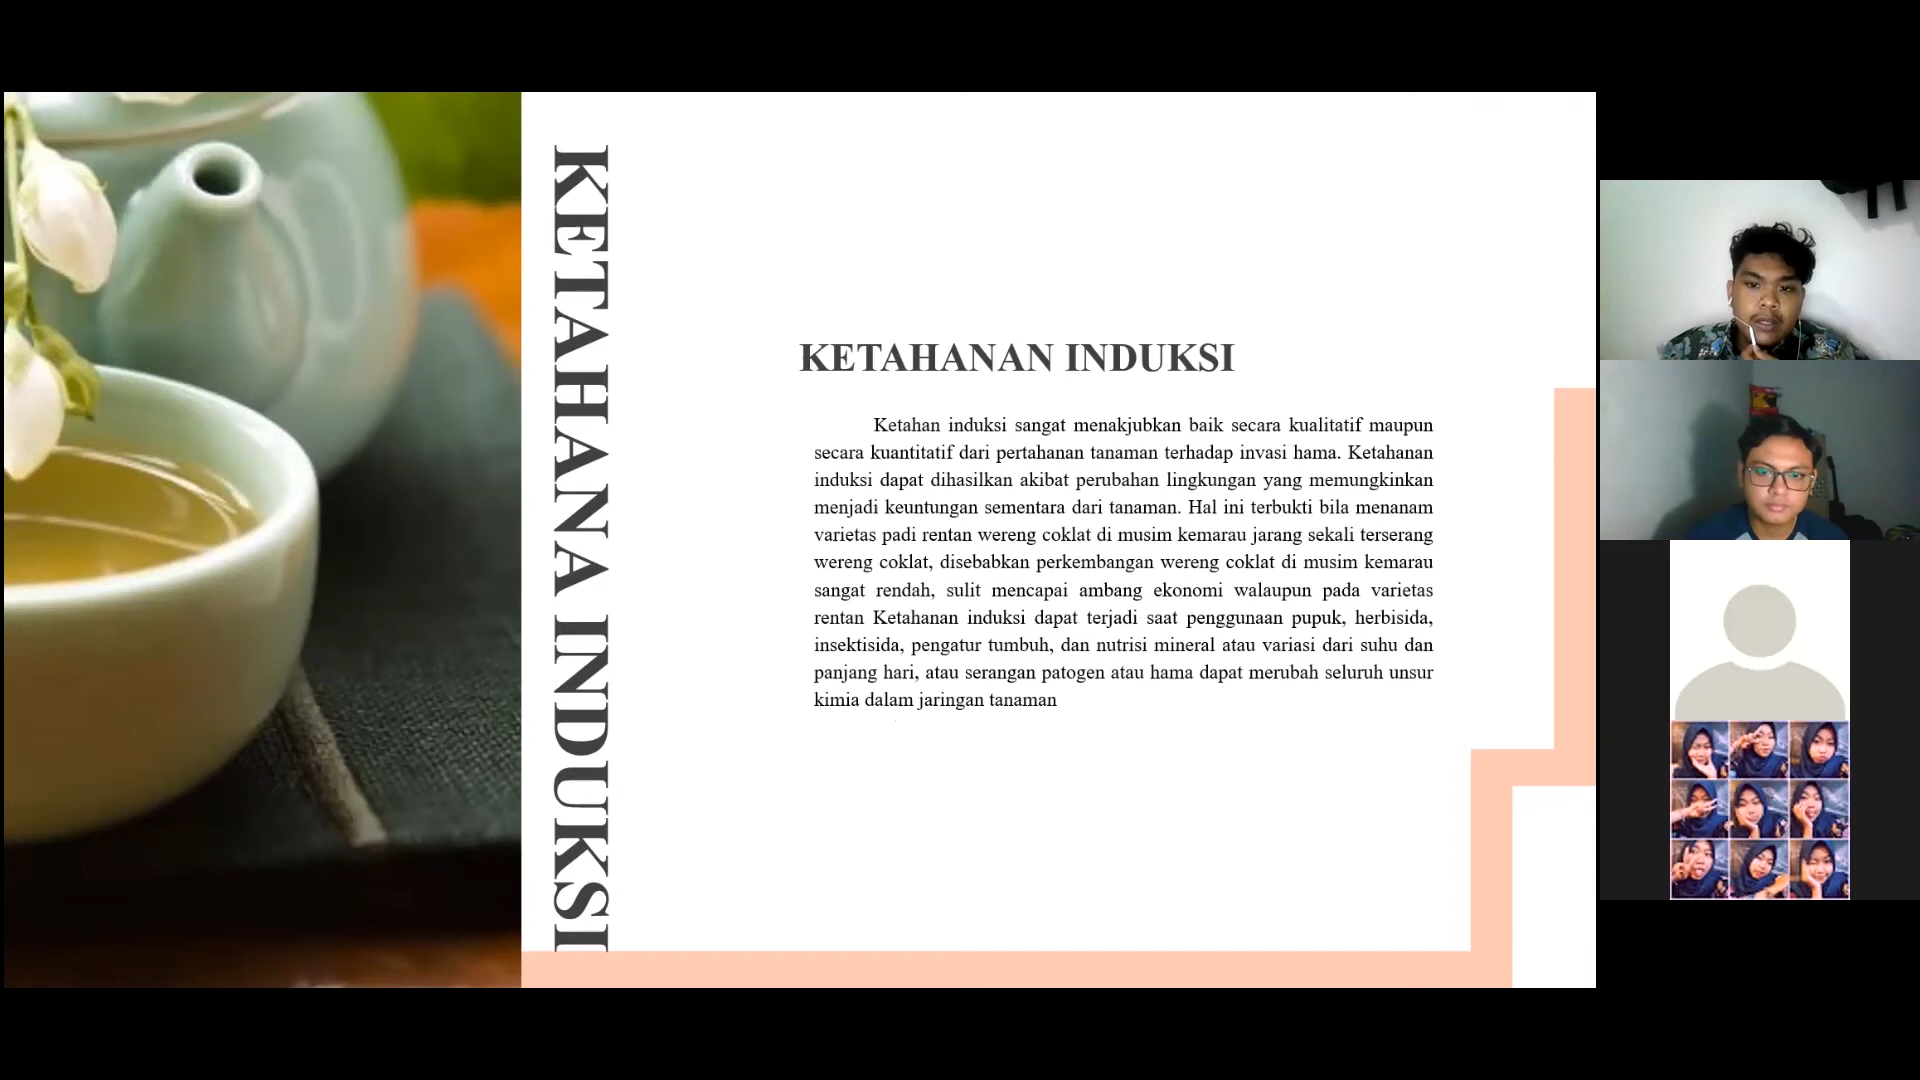 KETAHANA INDUKSI
KETAHANAN INDUKSI
Ketahan induksi sangat menakjubkan baik secara kualitatif maupun
secara kuantitatif dari pertahanan tanaman terhadap invasi hama. Ketahanan
induksi dapat dihasilkan akibat perubahan lingkungan yang memungkinkan
menjadi keuntungan sementara dari tanaman. Hal ini terbukti bila menanam
varietas padi rentan wereng coklat di musim kemarau jarang sekali terserang
wereng coklat, disebabkan perkembangan wereng coklat di musim kemarau
sangat rendah, sulit mencapai ambang ekonomi walaupun pada varietas
rentan Ketahanan induksi dapat terjadi saat penggunaan pupuk, herbisida,
insektisida, pengatur tumbuh, dan nutrisi mineral atau variasi dari suhu dan
panjang hari, atau serangan patogen atau hama dapat merubah seluruh unsur
kimia dalam jaringan tanaman